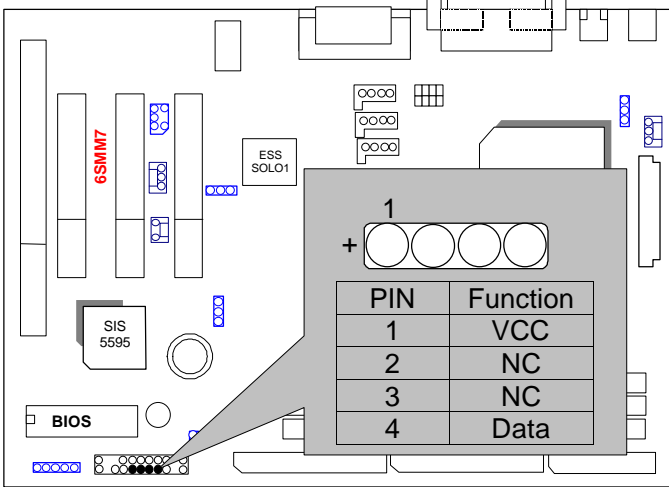 6SMM7
ESS
SOLO1
1
+
PIN Function
1 VCC
2 NC
3 NC
4 Data
SIS
5595
BIOS